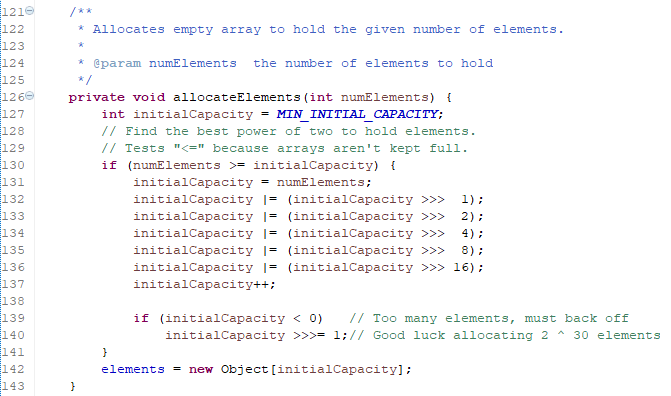 121 /**
122 * Allocates empty array to hold the given number of elements.
123 *
124 * @param numElements  the number of elements to hold
125 */
126 private void allocateElements(int numElements) {
127 int initialCapacity = MIN_INITIAL_CAPACITY;
128 // Find the best power of two to hold elements.
129 // Tests "<=" because arrays aren't kept full.
130 if (numElements >= initialCapacity) {
131 initialCapacity = numElements;
132 initialCapacity |= (initialCapacity >>>  1);
133 initialCapacity |= (initialCapacity >>>  2);
134 initialCapacity |= (initialCapacity >>>  4);
135 initialCapacity |= (initialCapacity >>>  8);
136 initialCapacity |= (initialCapacity >>> 16);
137 initialCapacity++;
138
139 if (initialCapacity < 0)   // Too many elements, must back off
140 initialCapacity >>>= 1;// Good luck allocating 2 ^ 30 elements
141 }
142 elements = new Object[initialCapacity];
143 }